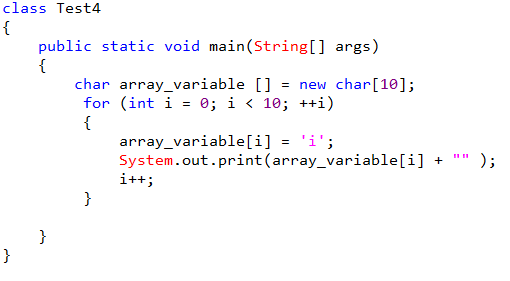 class Test4
{
    public static void main(String[] args)
    {
        char array_variable [] = new char[10];
         for (int i = 0; i < 10; ++i)
         {
             array_variable[i] = 'i';
             System.out.print(array_variable[i] + "" );
             i++;
         }

    }
}